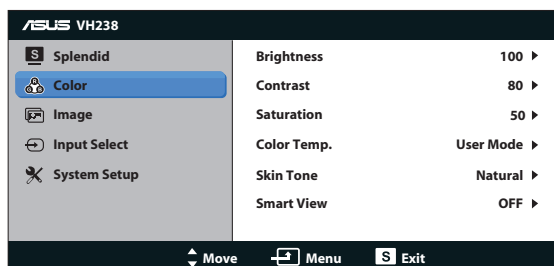 ASUS VH238
S Splendid
Color
Image
Input Select
System Setup
Brightness 100
Contrast 80
Saturation 50
Color Temp. User Mode
Skin Tone Natural
Smart View OFF
Move Menu S Exit